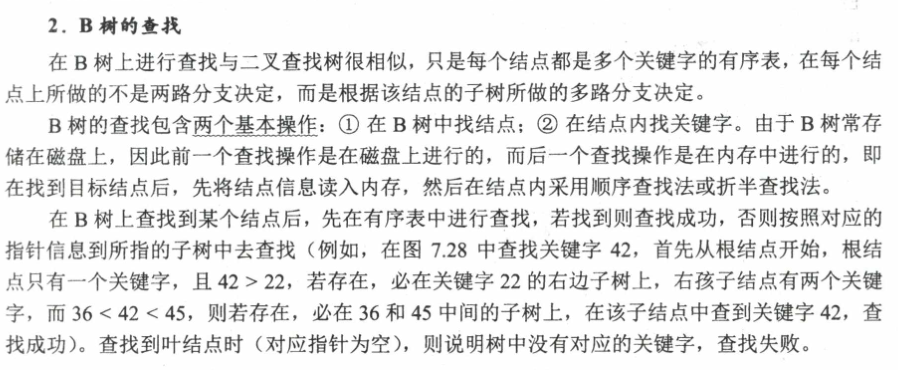 2．B 树的查找
在 B 树上进行查找与二叉查找树很相似，只是每个结点都是多个关键字的有序表，在每个结
点上所做的不是两路分支决定，而是根据该结点的子树所做的多路分支决定。
B 树的查找包含两个基本操作：① 在 B 树中找结点；② 在结点内找关键字。由于 B 树常存
储在磁盘上，因此前一个查找操作是在磁盘上进行的，而后一个查找操作是在内存中进行的，即
在找到目标结点后，先将结点信息读入内存，然后在结点内采用顺序查找法或折半查找法。
在 B 树上查找到某个结点后，先在有序表中进行查找，若找到则查找成功，否则按照对应的
指针信息到所指的子树中去查找（例如，在图 7.28 中查找关键字 42，首先从根结点开始，根结
点只有一个关键字，且 42 > 22，若存在，必在关键字 22 的右边子树上，右孩子结点有两个关键
字，而 36 < 42 < 45，则若存在，必在 36 和 45 中间的子树上，在该子结点中查到关键字 42，查
找成功）。查找到叶结点时（对应指针为空），则说明树中没有对应的关键字，查找失败。